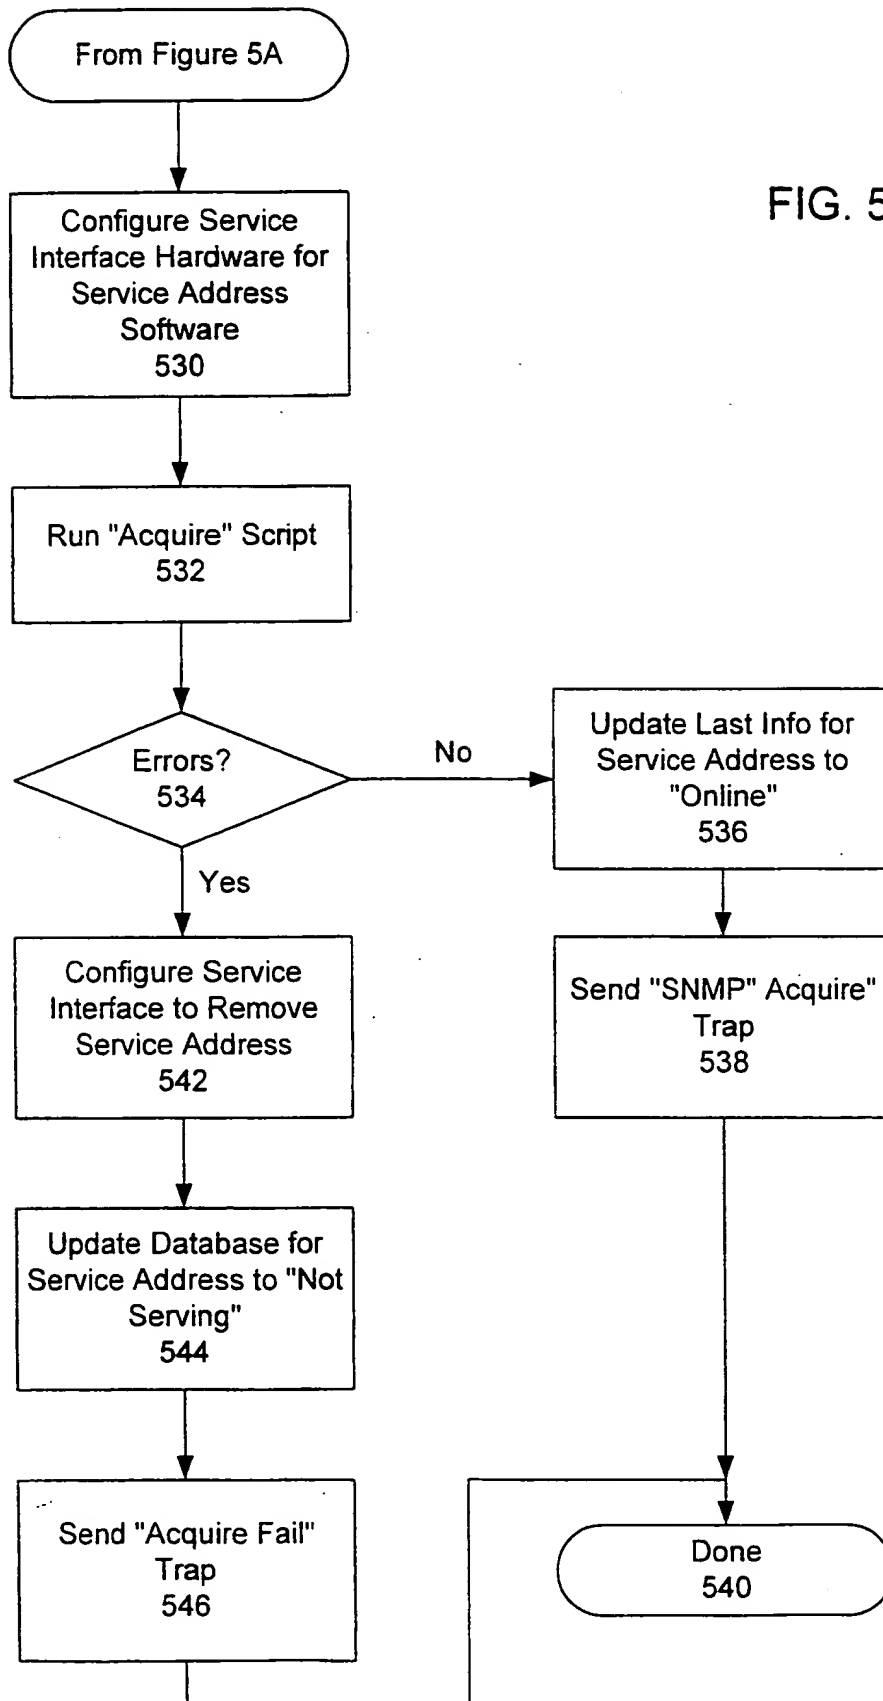 From Figure 5A
FIG. 5
Configure Service
Interface Hardware for
Service Address
Software
530
Run "Acquire" Script
532
Errors?
534
No
Yes
Update Last Info for
Service Address to
"Online"
536
Configure Service
Interface to Remove
Service Address
542
Send "SNMP" Acquire"
Trap
538
Update Database for
Service Address to "Not
Serving"
544
Send "Acquire Fail"
Trap
546
Done
540